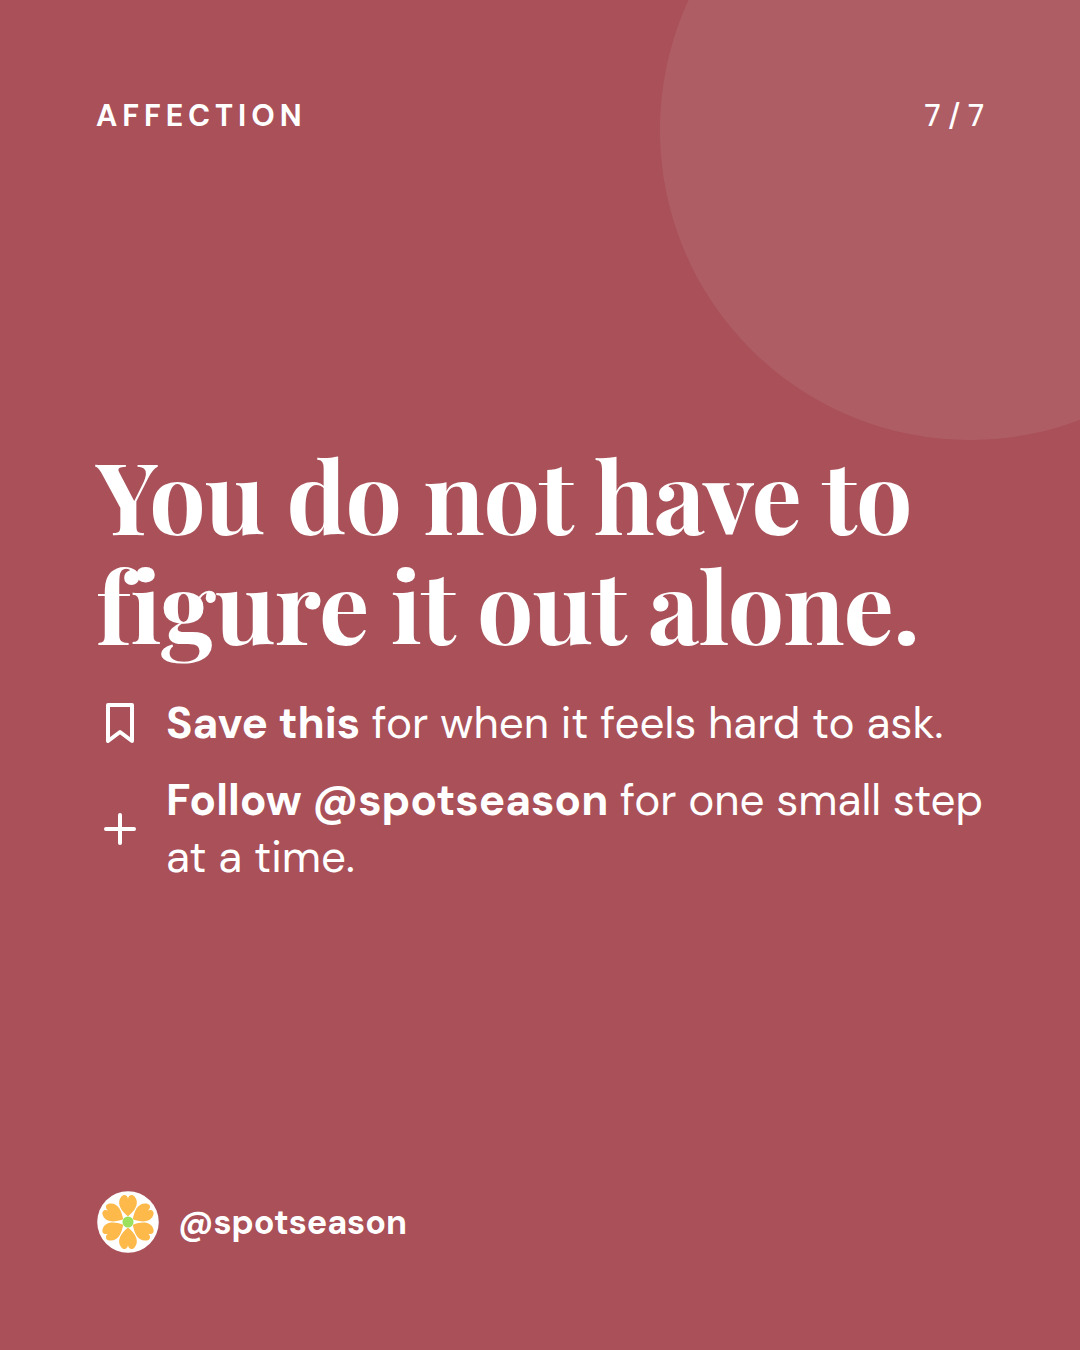 AFFECTION
7/7
You do not have to
figure it out alone.
Save this for when it feels hard to ask.
Follow @spotseason for one small step
at a time.
@spotseason